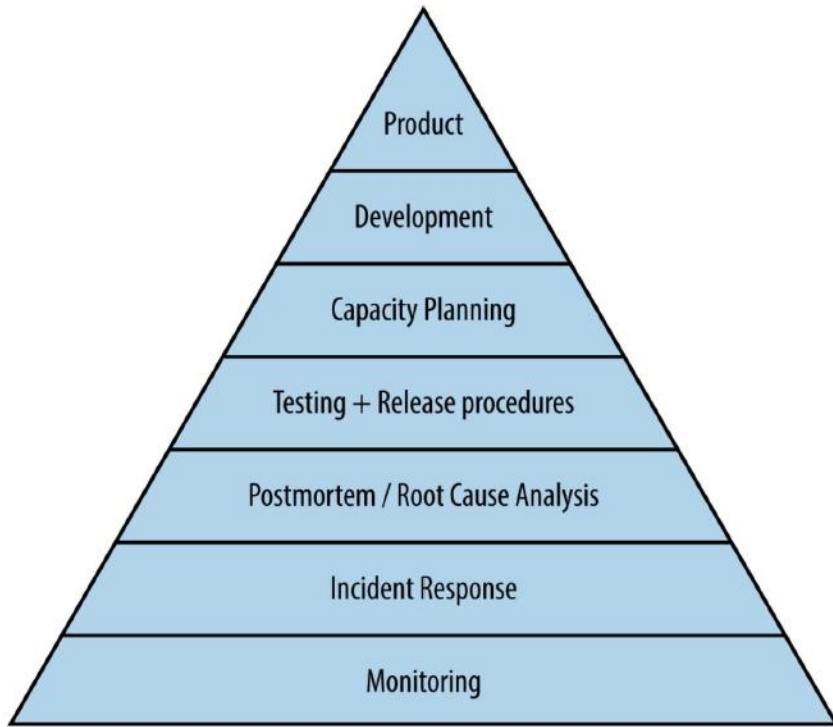 Product
Development
Capacity Planning
Testing + Release procedures
Postmortem / Root Cause Analysis
Incident Response
Monitoring